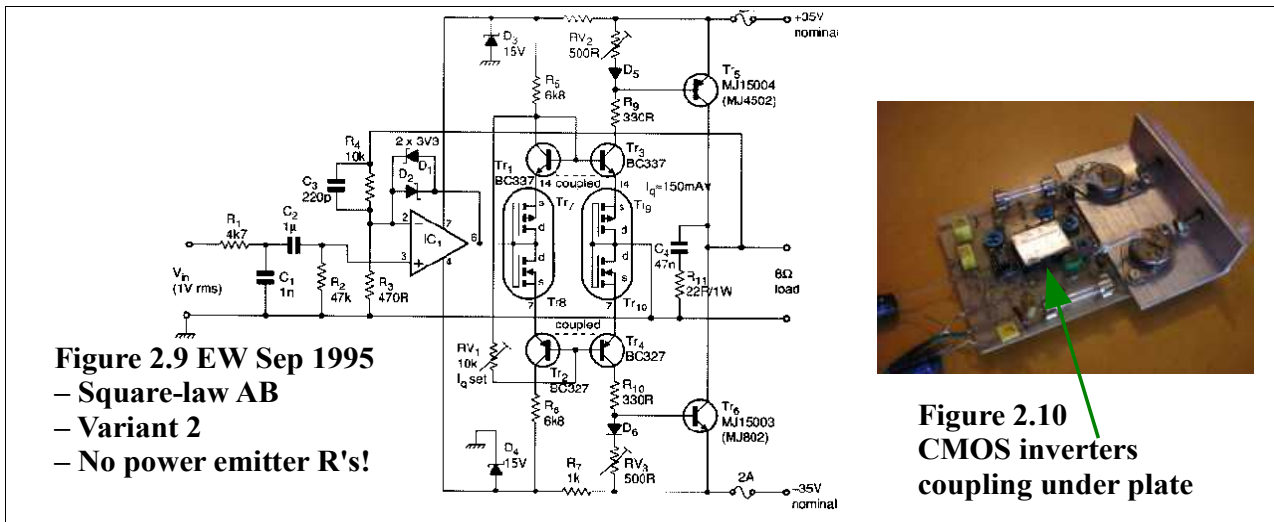 2A
+35V
nominal
D3
15V
RV2
500R
D5
Tr5
MJ15004
(MJ4502)
R5
6k8
R9
330R
R4
10k
2 x 3V3
D1
D2
Tr1
BC337
Tr3
BC337
C3
220p
14
coupled
14
Iq≈150mA
Tr7
s
d
d
s
Tr8
7
s
d
d
s
Tr10
7
R1
4k7
C2
1µ
2
3
7
4
6
IC1
C4
47n
Vin
(1V rms)
C1
1n
R2
47k
R3
470R
R11
22R/1W
8Ω
load
coupled
RV1
10k
Iq set
Tr2
BC327
Tr4
BC327
R10
330R
R6
6k8
Tr6
MJ15003
(MJ802)
D4
15V
D6
R7
1k
RV3
500R
2A
−35V
nominal
Figure 2.9 EW Sep 1995
– Square-law AB
– Variant 2
– No power emitter R's!
Figure 2.10
CMOS inverters
coupling under plate